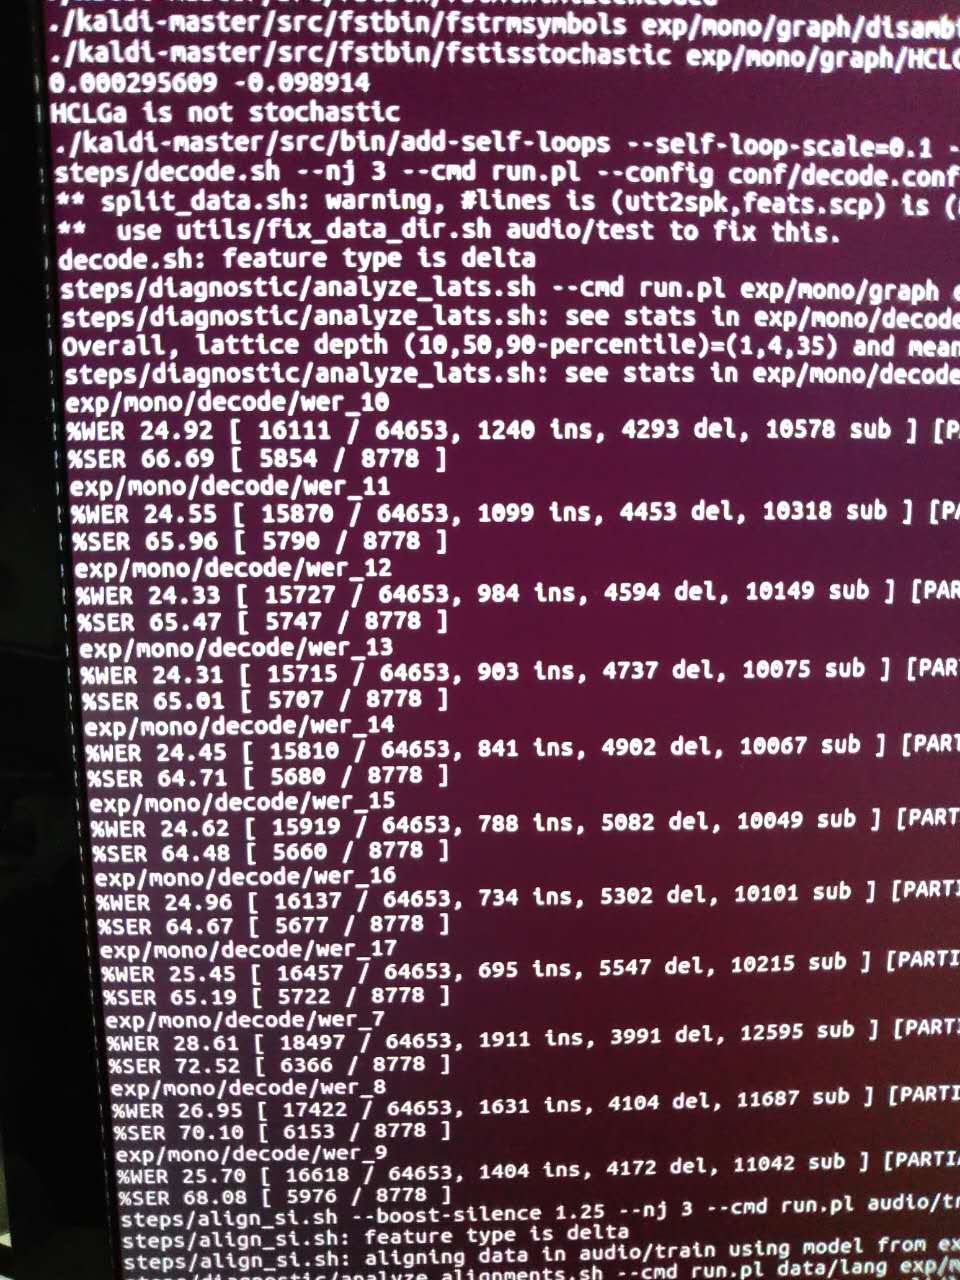 ./kaldi-master/src/fstbin/fstrmsymbols exp/mono/graph/disambi
./kaldi-master/src/fstbin/fstisstochastic exp/mono/graph/HCLG
0.000295609 -0.098914
HCLGa is not stochastic
./kaldi-master/src/bin/add-self-loops --self-loop-scale=0.1 -
steps/decode.sh --nj 3 --cmd run.pl --config conf/decode.conf
** split_data.sh: warning, #lines is (utt2spk,feats.scp) is (
**  use utils/fix_data_dir.sh audio/test to fix this.
decode.sh: feature type is delta
steps/diagnostic/analyze_lats.sh --cmd run.pl exp/mono/graph e
steps/diagnostic/analyze_lats.sh: see stats in exp/mono/decode
Overall, lattice depth (10,50,90-percentile)=(1,4,35) and mean
steps/diagnostic/analyze_lats.sh: see stats in exp/mono/decode
exp/mono/decode/wer_10
%WER 24.92 [ 16111 / 64653, 1240 ins, 4293 del, 10578 sub ] [PA
%SER 66.69 [ 5854 / 8778 ]
exp/mono/decode/wer_11
%WER 24.55 [ 15870 / 64653, 1099 ins, 4453 del, 10318 sub ] [PA
%SER 65.96 [ 5790 / 8778 ]
exp/mono/decode/wer_12
%WER 24.33 [ 15727 / 64653, 984 ins, 4594 del, 10149 sub ] [PAR
%SER 65.47 [ 5747 / 8778 ]
exp/mono/decode/wer_13
%WER 24.31 [ 15715 / 64653, 903 ins, 4737 del, 10075 sub ] [PAR
%SER 65.01 [ 5707 / 8778 ]
exp/mono/decode/wer_14
%WER 24.45 [ 15810 / 64653, 841 ins, 4902 del, 10067 sub ] [PART
%SER 64.71 [ 5680 / 8778 ]
exp/mono/decode/wer_15
%WER 24.62 [ 15919 / 64653, 788 ins, 5082 del, 10049 sub ] [PART
%SER 64.48 [ 5660 / 8778 ]
exp/mono/decode/wer_16
%WER 24.96 [ 16137 / 64653, 734 ins, 5302 del, 10101 sub ] [PARTI
%SER 64.67 [ 5677 / 8778 ]
exp/mono/decode/wer_17
%WER 25.45 [ 16457 / 64653, 695 ins, 5547 del, 10215 sub ] [PARTI
%SER 65.19 [ 5722 / 8778 ]
exp/mono/decode/wer_7
%WER 28.61 [ 18497 / 64653, 1911 ins, 3991 del, 12595 sub ] [PARTI
%SER 72.52 [ 6366 / 8778 ]
exp/mono/decode/wer_8
%WER 26.95 [ 17422 / 64653, 1631 ins, 4104 del, 11687 sub ] [PARTI
%SER 70.10 [ 6153 / 8778 ]
exp/mono/decode/wer_9
%WER 25.70 [ 16618 / 64653, 1404 ins, 4172 del, 11042 sub ] [PARTIA
%SER 68.08 [ 5976 / 8778 ]
steps/align_si.sh --boost-silence 1.25 --nj 3 --cmd run.pl audio/tr
steps/align_si.sh: feature type is delta
steps/align_si.sh: aligning data in audio/train using model from ex
steps/diagnostic/analyze_alignments.sh --cmd run.pl data/lang exp/m